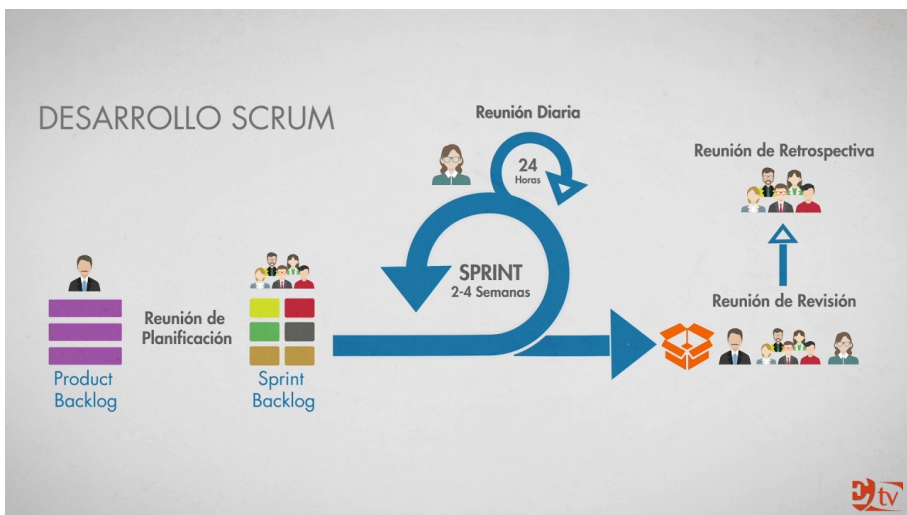 DESARROLLO SCRUM
Reunión Diaria
24
Horas
Reunión de Retrospectiva
SPRINT
2-4 Semanas
Reunión de Revisión
Reunión de
Planificación
Product
Backlog
Sprint
Backlog
E)tv